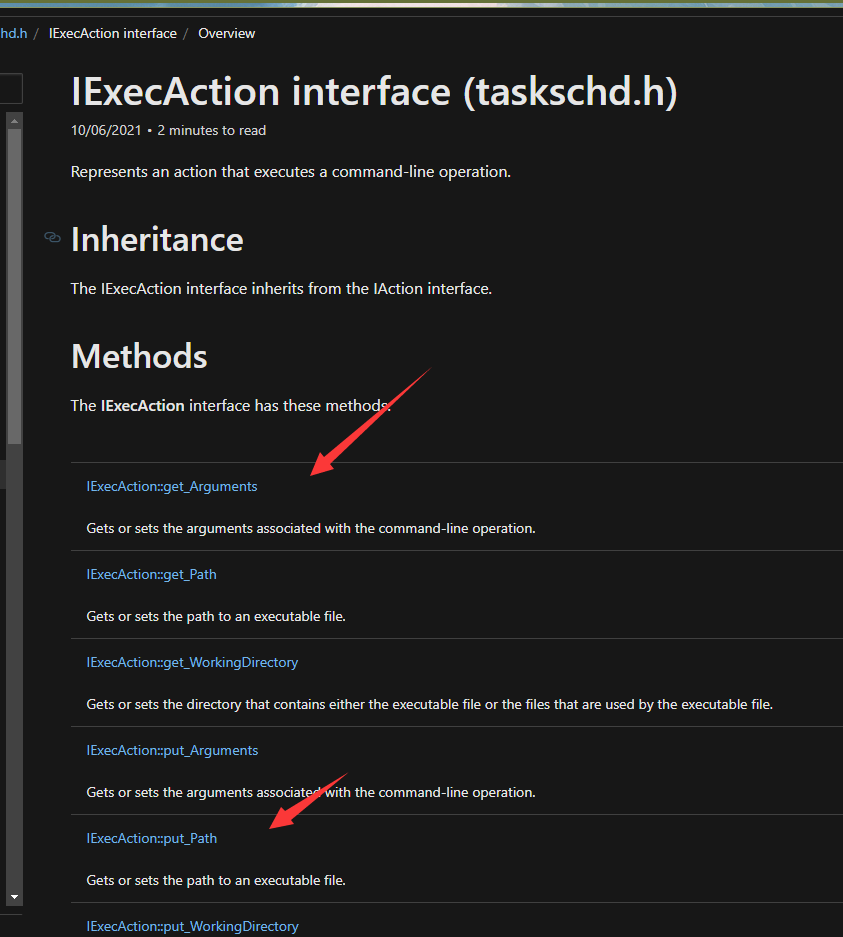 hd.h / IExecAction interface / Overview
IExecAction interface (taskschd.h)
10/06/2021 • 2 minutes to read
Represents an action that executes a command-line operation.
Inheritance
The IExecAction interface inherits from the IAction interface.
Methods
The IExecAction interface has these methods.
IExecAction::get_Arguments
Gets or sets the arguments associated with the command-line operation.
IExecAction::get_Path
Gets or sets the path to an executable file.
IExecAction::get_WorkingDirectory
Gets or sets the directory that contains either the executable file or the files that are used by the executable file.
IExecAction::put_Arguments
Gets or sets the arguments associated with the command-line operation.
IExecAction::put_Path
Gets or sets the path to an executable file.
IExecAction::put_WorkingDirectory